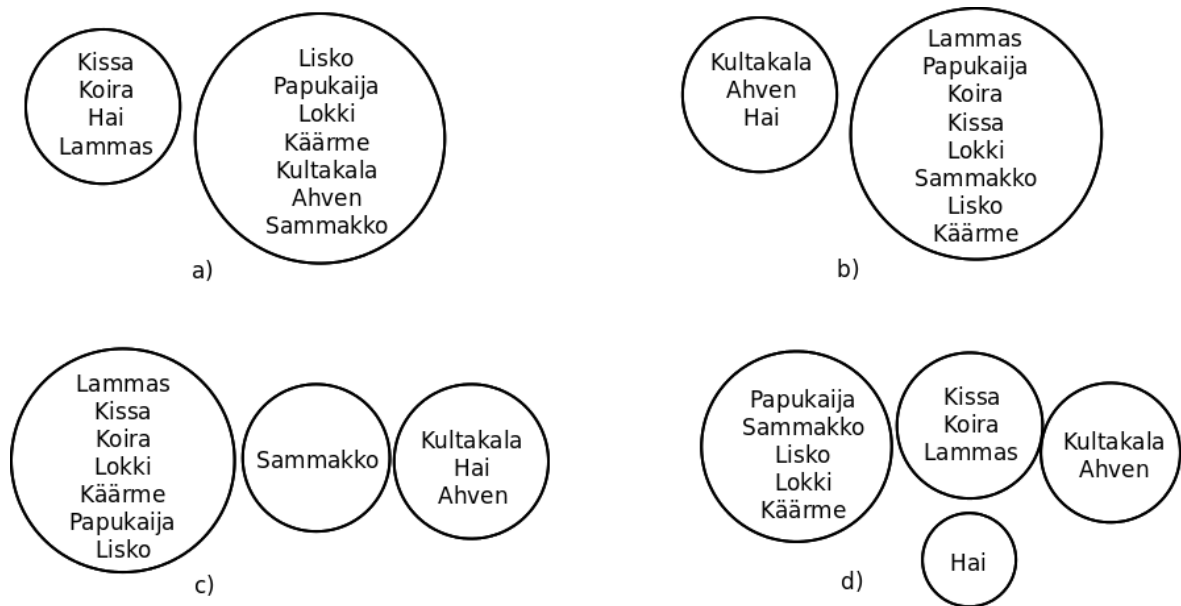 Kissa
Koira
Hai
Lammas
Lisko
Papukaija
Lokki
Käärme
Kultakala
Ahven
Sammakko
a)
Kultakala
Ahven
Hai
Lammas
Papukaija
Koira
Kissa
Lokki
Sammakko
Lisko
Käärme
b)
Lammas
Kissa
Koira
Lokki
Käärme
Papukaija
Lisko
Sammakko
Kultakala
Hai
Ahven
c)
Papukaija
Sammakko
Lisko
Lokki
Käärme
Kissa
Koira
Lammas
Kultakala
Ahven
Hai
d)